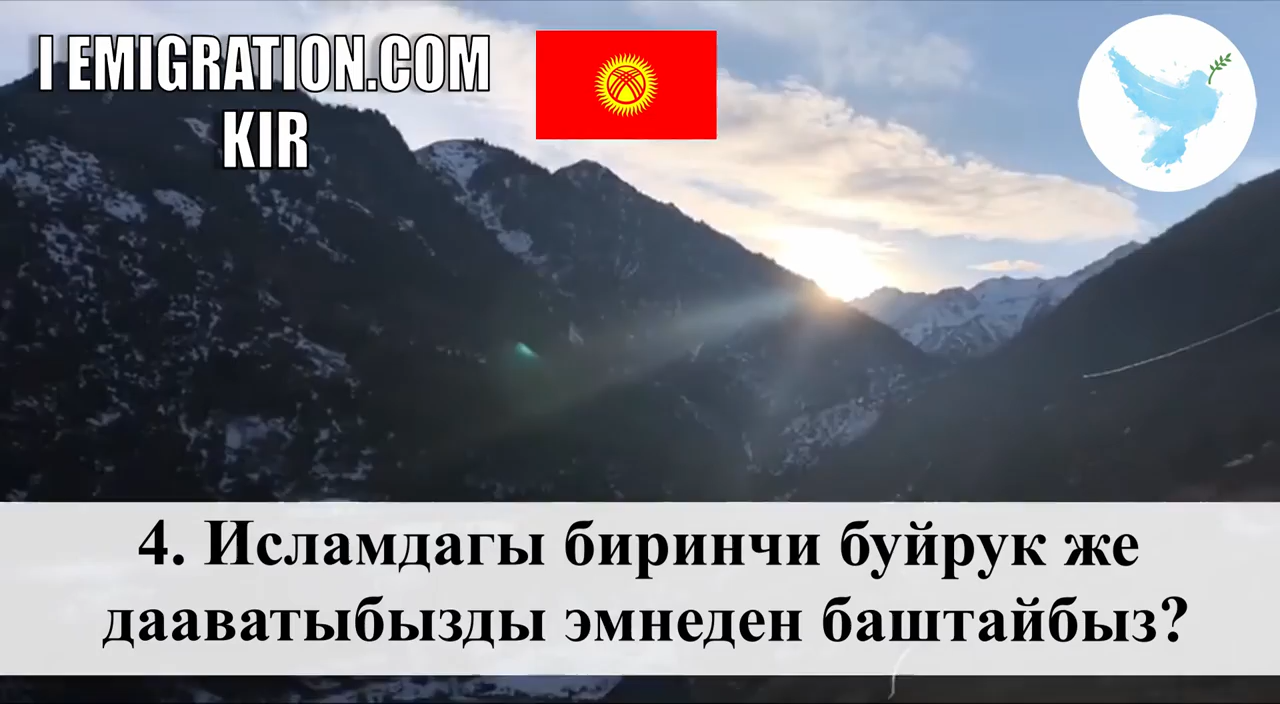 I EMIGRATION.COM
KIR
4. Исламдагы биринчи буйрук же
дааватыбызды эмнеден баштайбыз?